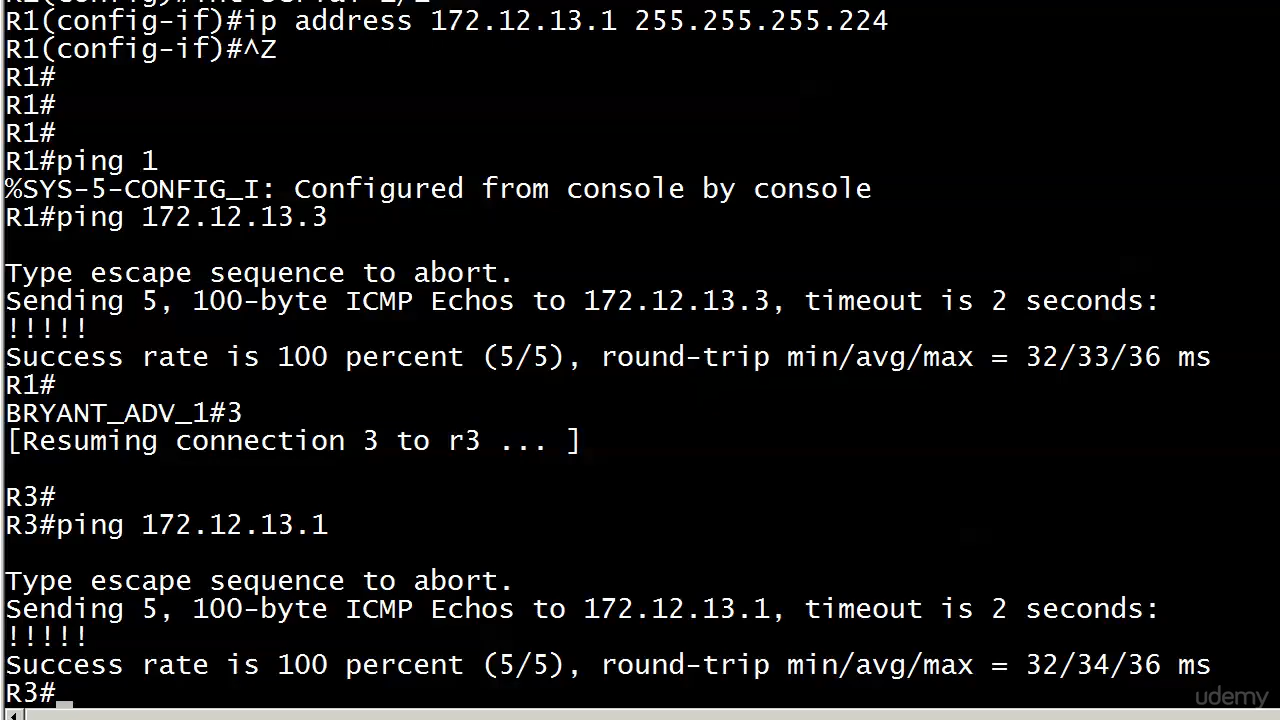 R1(config-if)#ip address 172.12.13.1 255.255.255.224
R1(config-if)#^Z
R1#
R1#
R1#
R1#ping 1
%SYS-5-CONFIG_I: Configured from console by console
R1#ping 172.12.13.3
Type escape sequence to abort.
Sending 5, 100-byte ICMP Echos to 172.12.13.3, timeout is 2 seconds:
!!!!!
Success rate is 100 percent (5/5), round-trip min/avg/max = 32/33/36 ms
R1#
BRYANT_ADV_1#3
[Resuming connection 3 to r3 ... ]
R3#
R3#ping 172.12.13.1
Type escape sequence to abort.
Sending 5, 100-byte ICMP Echos to 172.12.13.1, timeout is 2 seconds:
!!!!!
Success rate is 100 percent (5/5), round-trip min/avg/max = 32/34/36 ms
R3#
udemy